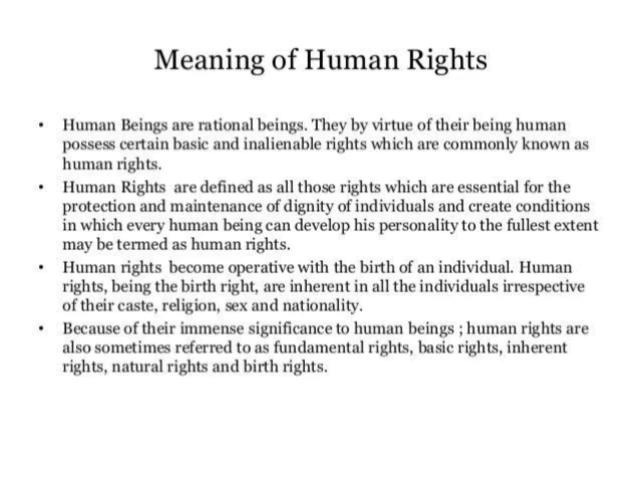 Meaning of Human Rights
• Human Beings are rational beings. They by virtue of their being human
possess certain basic and inalienable rights which are commonly known as
human rights.
• Human Rights are defined as all those rights which are essential for the
protection and maintenance of dignity of individuals and create conditions
in which every human being can develop his personality to the fullest extent
may be termed as human rights.
• Human rights become operative with the birth of an individual. Human
rights, being the birth right, are inherent in all the individuals irrespective
of their caste, religion, sex and nationality.
• Because of their immense significance to human beings ; human rights are
also sometimes referred to as fundamental rights, basic rights, inherent
rights, natural rights and birth rights.